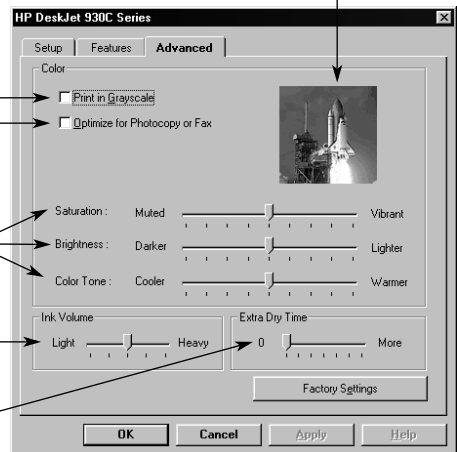 HP DeskJet 930C Series
Setup Features Advanced
Color
Print in Grayscale
Optimize for Photocopy or Fax
Saturation : Muted Vibrant
Brightness : Darker Lighter
Color Tone : Cooler Warmer
Ink Volume Extra Dry Time
Light Heavy 0 More
Factory Settings
OK Cancel Apply Help